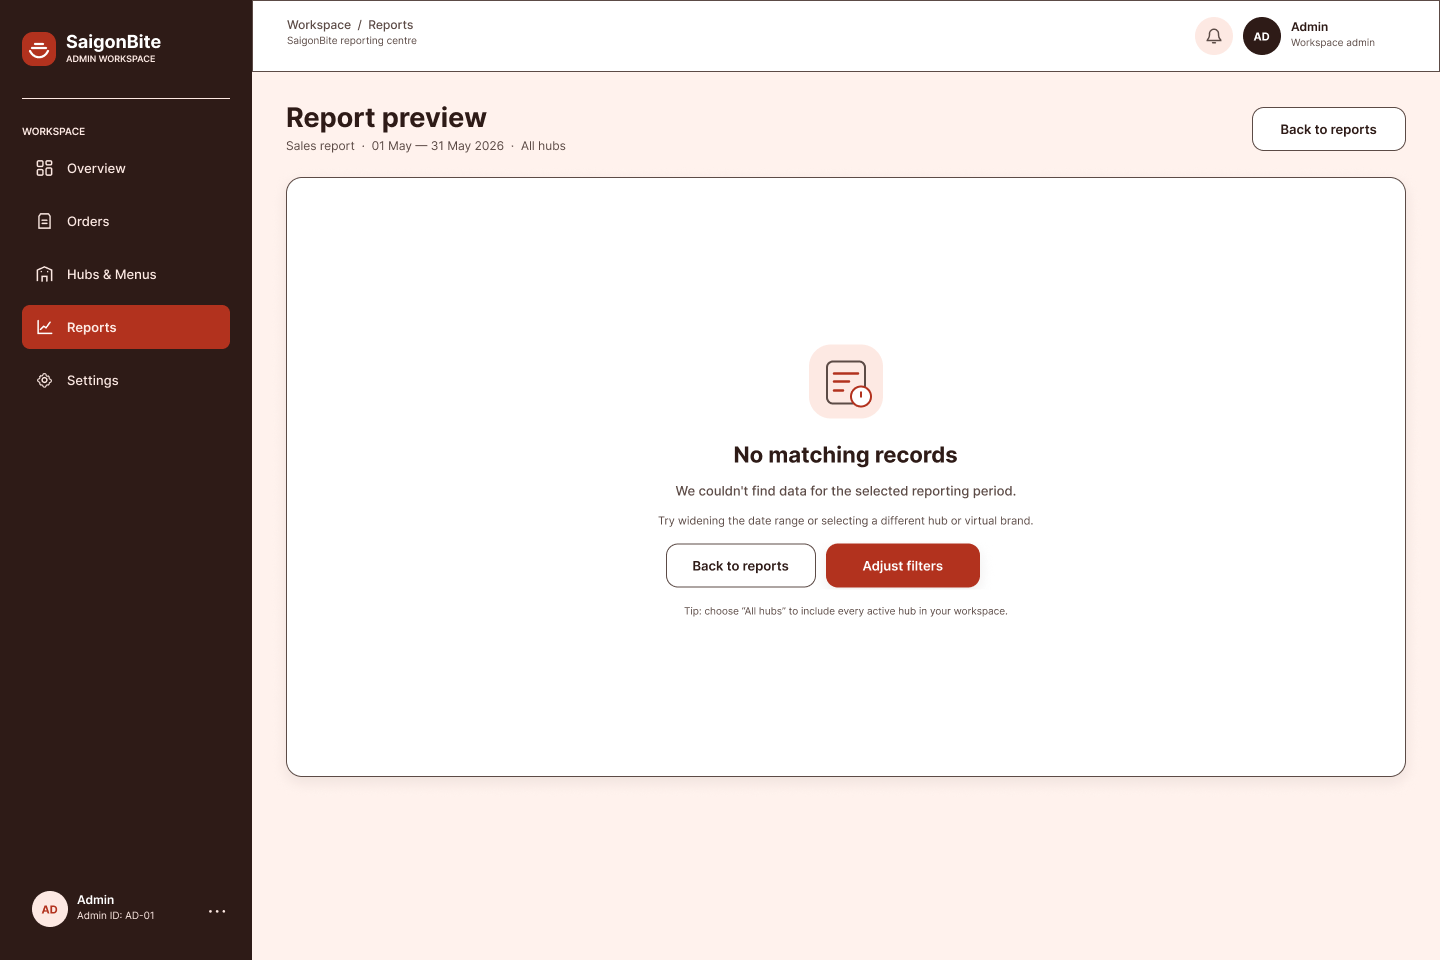 SaigonBite
ADMIN WORKSPACE
WORKSPACE
Overview
Orders
Hubs & Menus
Reports
Settings
AD
Admin
Admin ID: AD-01
...
Workspace / Reports
SaigonBite reporting centre
AD
Admin
Workspace admin
Report preview
Sales report · 01 May — 31 May 2026 · All hubs
Back to reports
No matching records
We couldn't find data for the selected reporting period.
Try widening the date range or selecting a different hub or virtual brand.
Back to reports
Adjust filters
Tip: choose “All hubs” to include every active hub in your workspace.